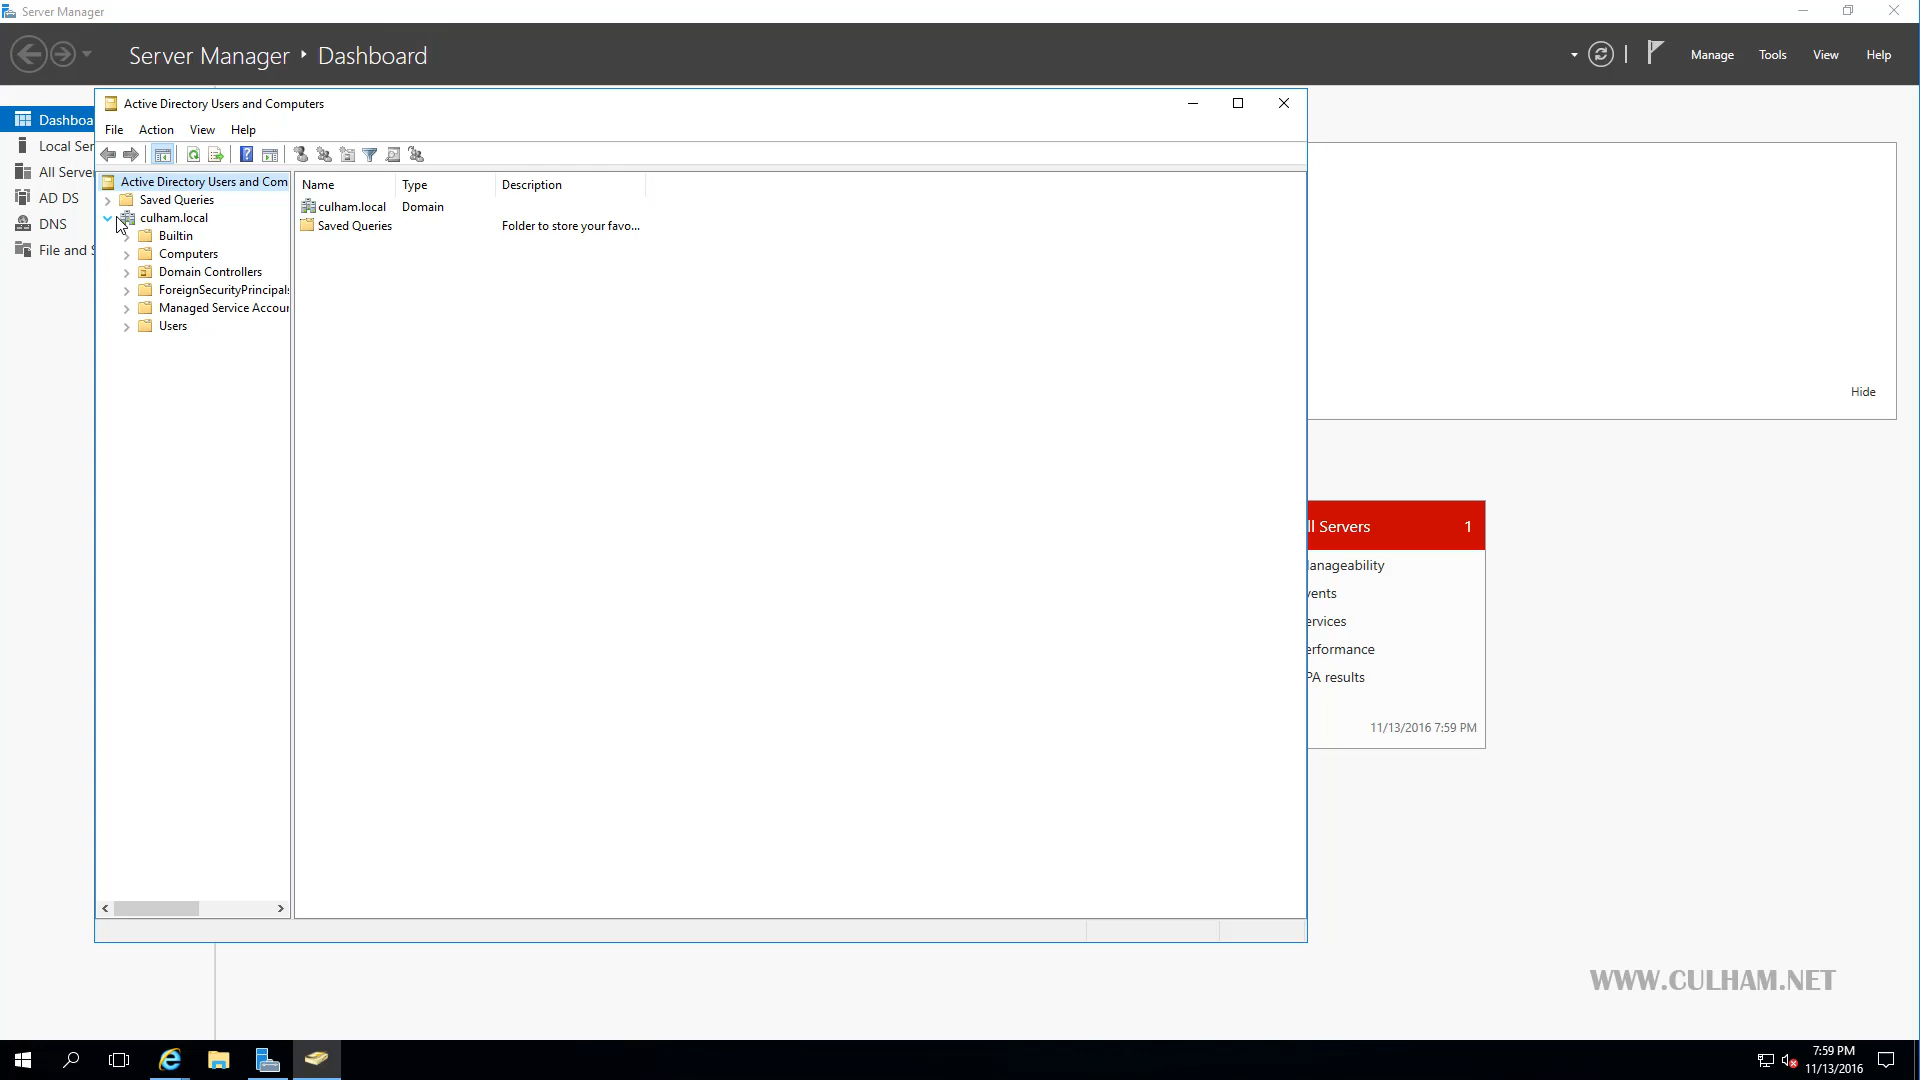 Server Manager
Server Manager ‣ Dashboard
Manage Tools View Help
Dashboa
Local Ser
All Serve
AD DS
DNS
File and S
Active Directory Users and Computers
File Action View Help
Active Directory Users and Com
Saved Queries
culham.local
Builtin
Computers
Domain Controllers
ForeignSecurityPrincipals
Managed Service Accoun
Users
Name Type Description
culham.local Domain
Saved Queries Folder to store your favo...
Hide
ll Servers 1
anageability
vents
ervices
erformance
PA results
11/13/2016 7:59 PM
WWW.CULHAM.NET
7:59 PM
11/13/2016